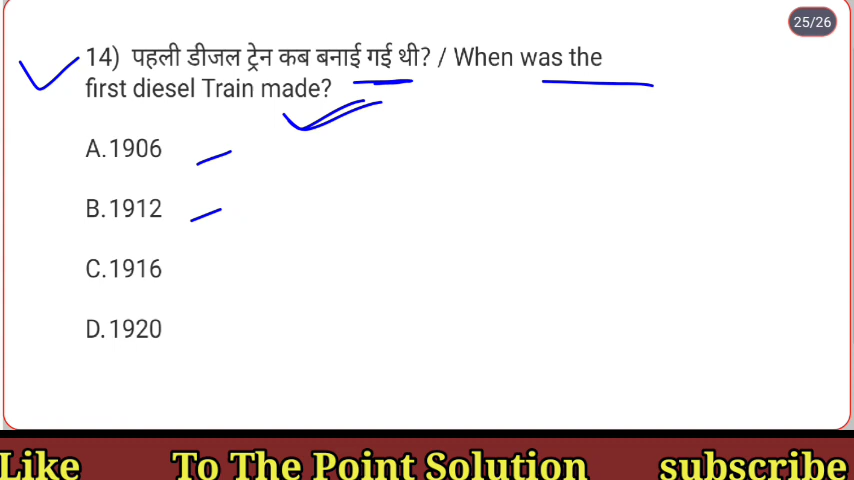 25/26
14) पहली डीजल ट्रेन कब बनाई गई थी? / When was the
first diesel Train made?
A.1906
B.1912
C.1916
D.1920
Like To The Point Solution subscribe